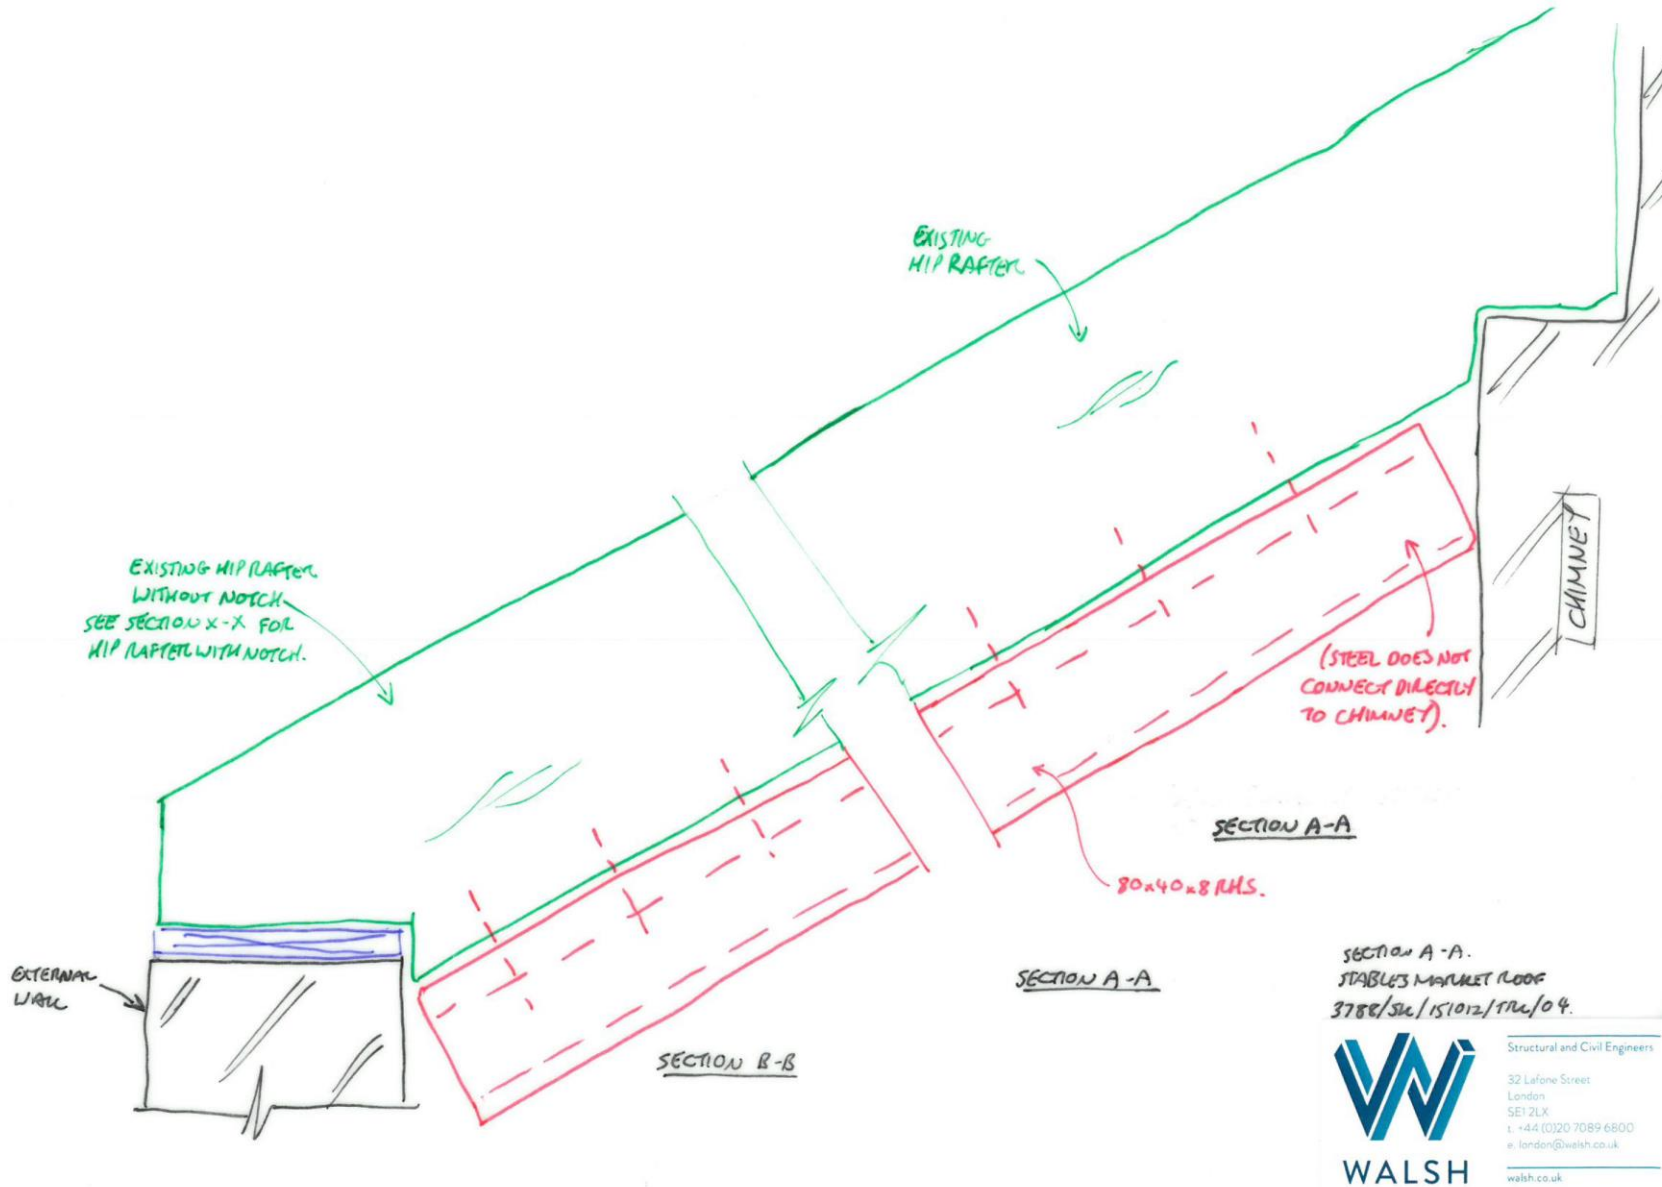 EXISTING
HIP RAFTER
EXISTING HIP RAFTER
WITHOUT NOTCH
SEE SECTION X-X FOR
HIP RAFTER WITH NOTCH.
CHIMNEY
(STEEL DOES NOT
CONNECT DIRECTLY
TO CHIMNEY).
SECTION A-A
80x40x8 RHS.
EXTERNAL
WALL
SECTION A-A
SECTION B-B
SECTION A-A.
STABLES MARKET ROOF
3788/SK/151012/TRL/04.
WALSH
Structural and Civil Engineers
32 Lafone Street
London
SE1 2LX
t. +44 (0)20 7089 6800
e. london@walsh.co.uk
walsh.co.uk